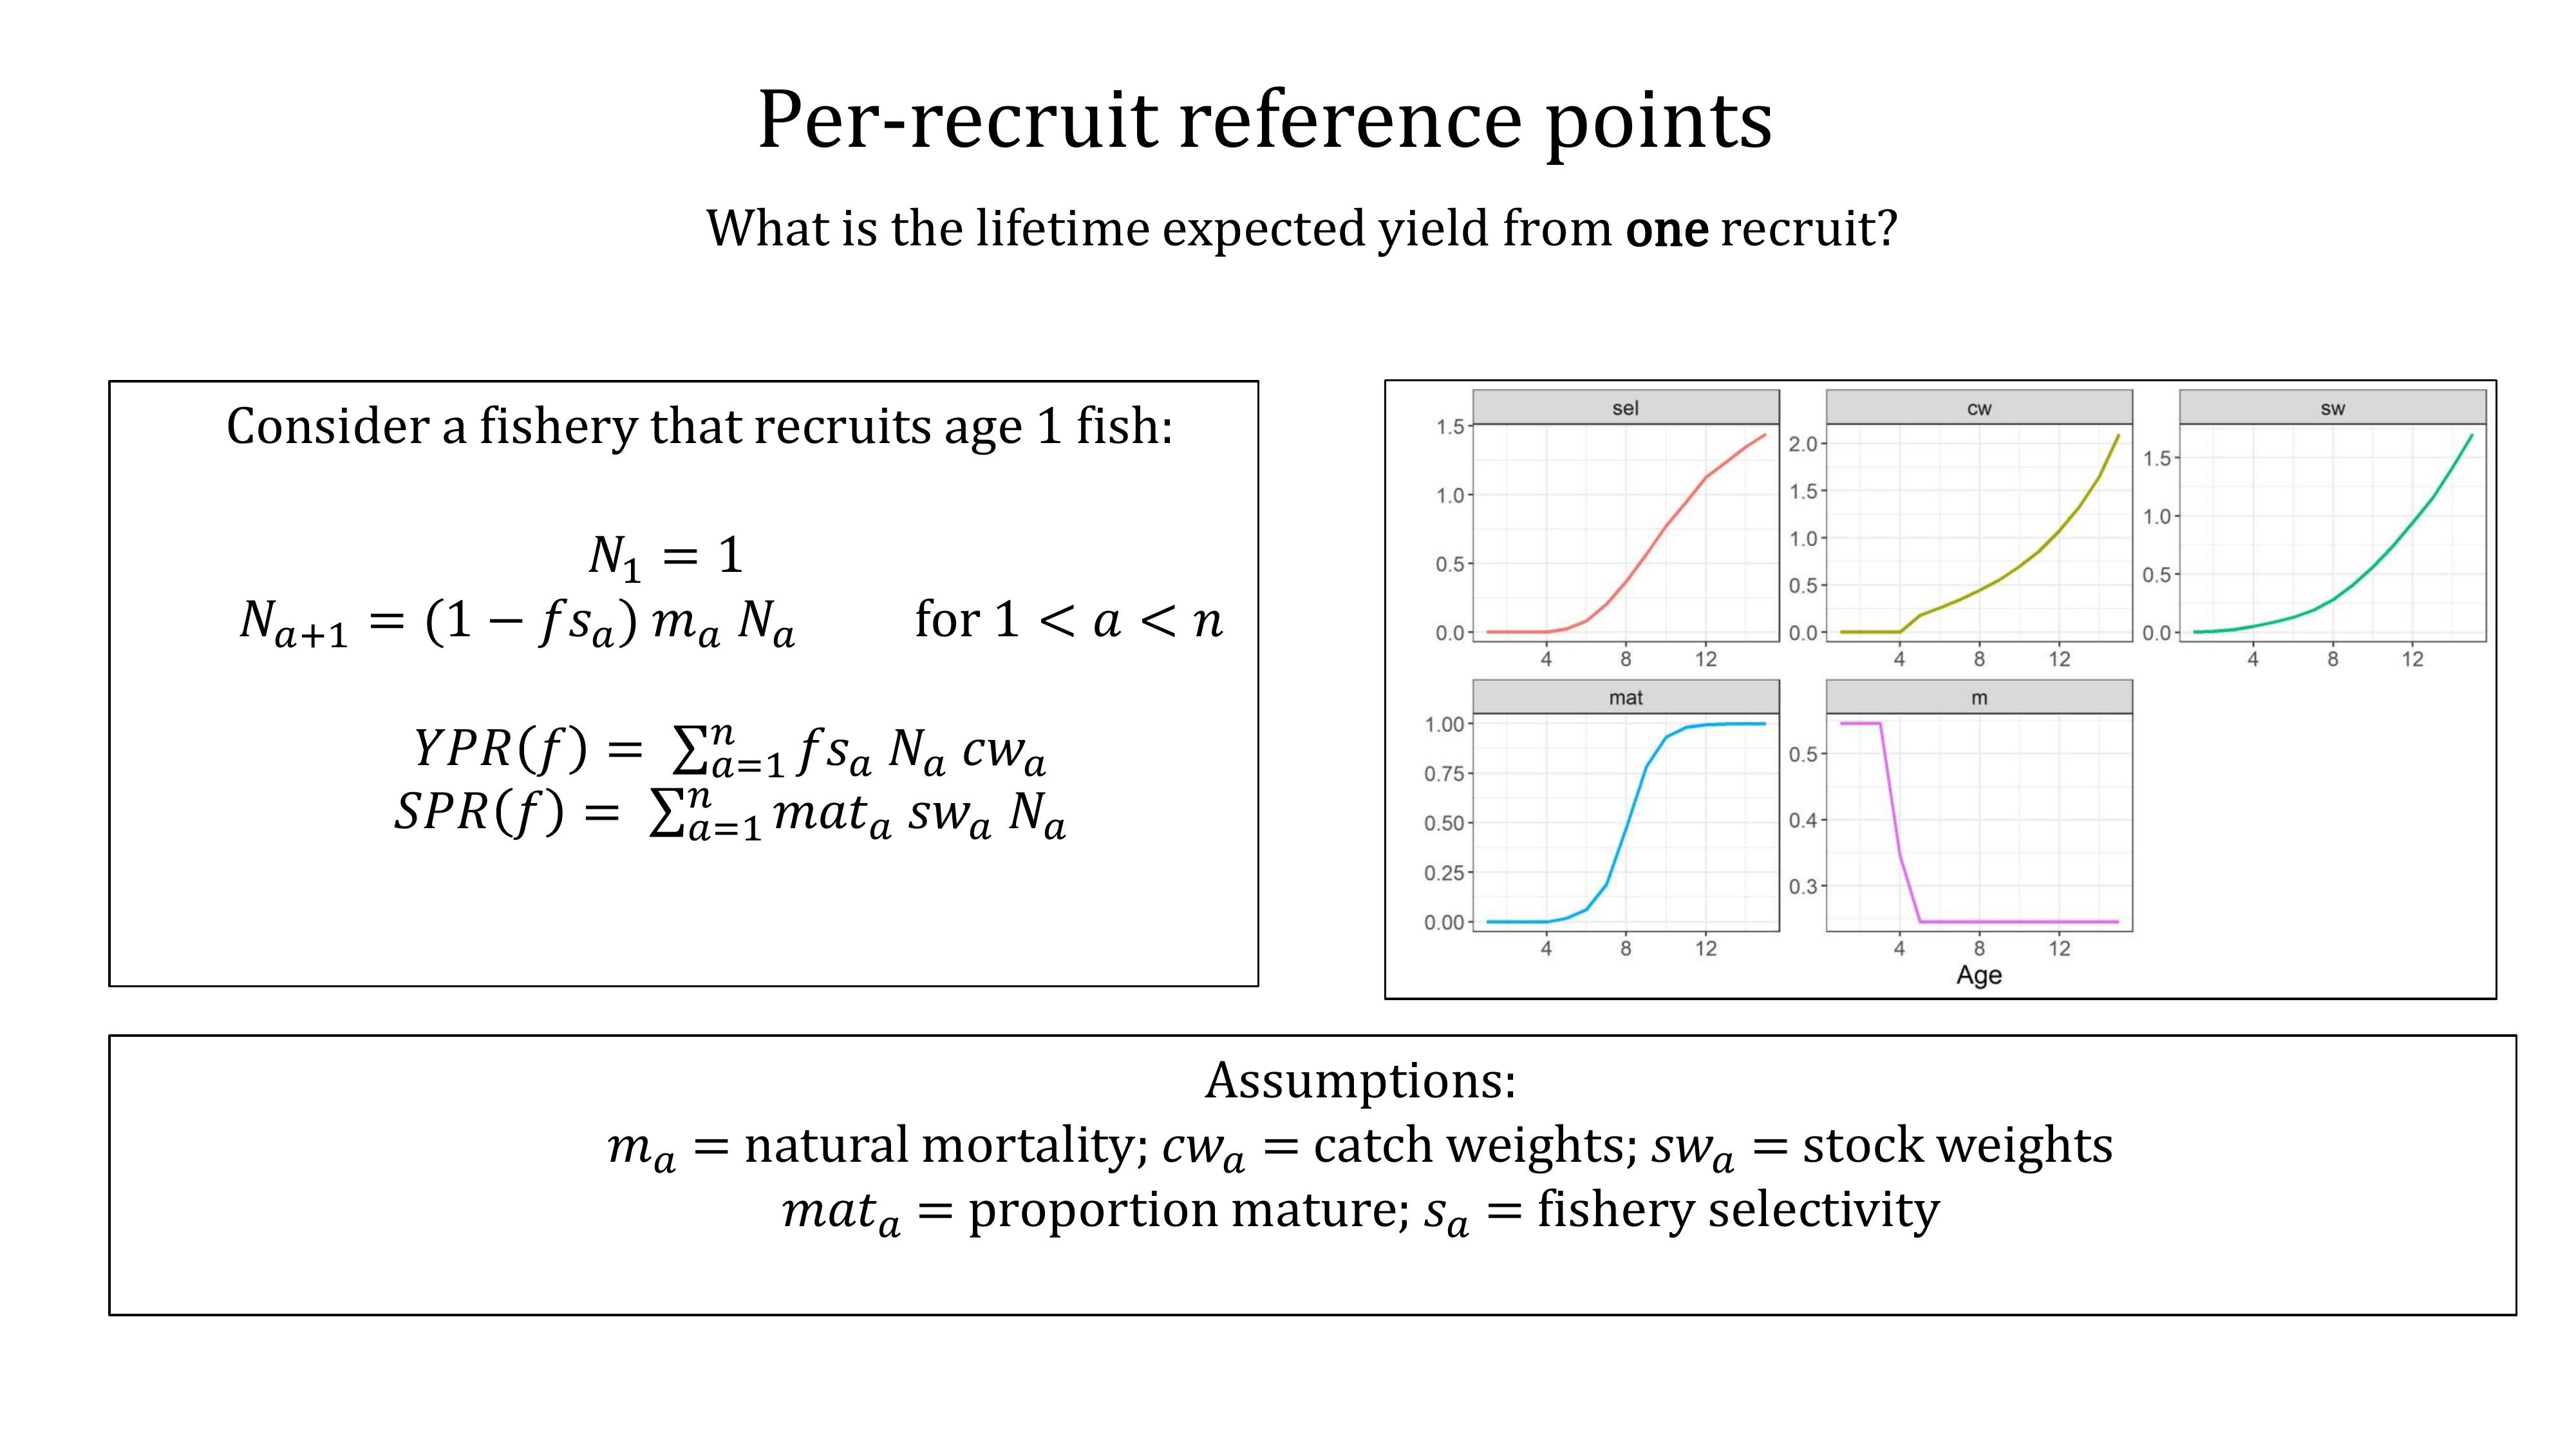 Per-recruit reference points
What is the lifetime expected yield from one recruit?
Consider a fishery that recruits age 1 fish:
N₁ = 1
Nₐ₊₁ = (1 − fsₐ) mₐ Nₐ for 1 < a < n
YPR(f) = ∑ⁿₐ₌₁ fsₐ Nₐ cwₐ
SPR(f) = ∑ⁿₐ₌₁ matₐ swₐ Nₐ
sel
1.5
1.0
0.5
0.0
4 8 12
cw
2.0
1.5
1.0
0.5
0.0
4 8 12
sw
1.5
1.0
0.5
0.0
4 8 12
mat
1.00
0.75
0.50
0.25
0.00
4 8 12
m
0.5
0.4
0.3
4 8 12
Age
Assumptions:
mₐ = natural mortality; cwₐ = catch weights; swₐ = stock weights
matₐ = proportion mature; sₐ = fishery selectivity